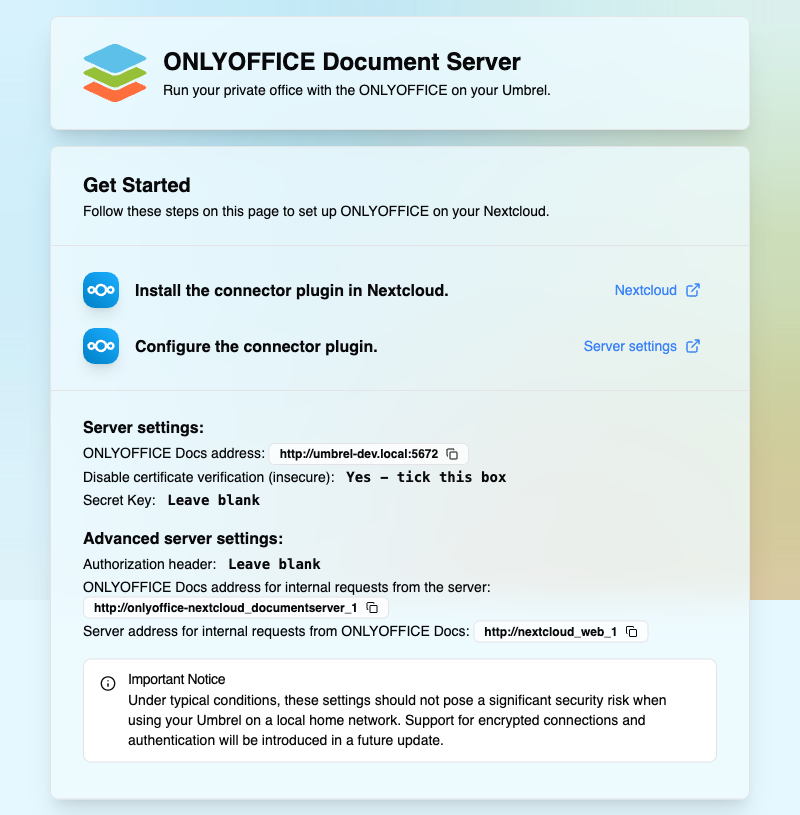 ONLYOFFICE Document Server
Run your private office with the ONLYOFFICE on your Umbrel.
Get Started
Follow these steps on this page to set up ONLYOFFICE on your Nextcloud.
Install the connector plugin in Nextcloud. Nextcloud
Configure the connector plugin. Server settings
Server settings:
ONLYOFFICE Docs address: http://umbrel-dev.local:5672
Disable certificate verification (insecure): Yes – tick this box
Secret Key: Leave blank
Advanced server settings:
Authorization header: Leave blank
ONLYOFFICE Docs address for internal requests from the server:
http://onlyoffice-nextcloud_documentserver_1
Server address for internal requests from ONLYOFFICE Docs: http://nextcloud_web_1
Important Notice
Under typical conditions, these settings should not pose a significant security risk when
using your Umbrel on a local home network. Support for encrypted connections and
authentication will be introduced in a future update.